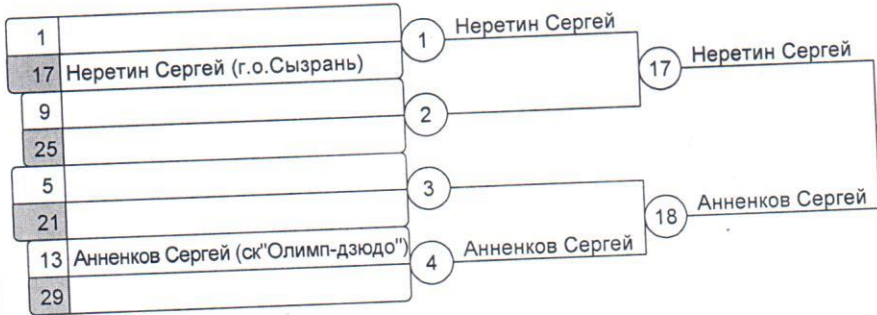 1
17 Неретин Сергей (г.о.Сызрань)
9
25
5
21
13 Анненков Сергей (ск"Олимп-дзюдо")
29
1 Неретин Сергей
2
3
4 Анненков Сергей
17 Неретин Сергей
18 Анненков Сергей